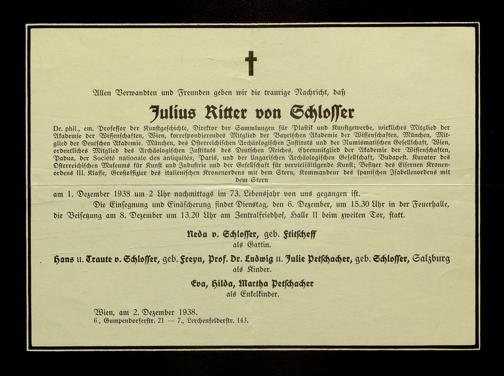 Allen Verwandten und Freunden geben wir die traurige Nachricht, daß
Julius Ritter von Schlosser
Dr. phil., em. Professor der Kunstgeschichte, Direktor der Sammlungen für Plastik und Kunstgewerbe, wirkliches Mitglied der
Akademie der Wissenschaften, Wien, korrespondierendes Mitglied der Bayrischen Akademie der Wissenschaften, München, Mit-
glied der Deutschen Akademie, München, des Österreichischen Archäologischen Instituts und der Numismatischen Gesellschaft, Wien,
ordentliches Mitglied des Archäologischen Instituts des Deutschen Reiches, Ehrenmitglied der Akademie der Wissenschaften,
Padua, der Société nationale des antiquités, Paris, und der Ungarischen Archäologischen Gesellschaft, Budapest, Kurator des
Österreichischen Museums für Kunst und Industrie und der Gesellschaft für vervielfältigende Kunst; Besitzer des Eisernen Kronen-
ordens III. Klasse, Großoffizier des italienischen Kronenordens mit dem Stern, Kommandeur des spanischen Isabellenordens mit
dem Stern
am 1. Dezember 1938 um 2 Uhr nachmittags im 73. Lebensjahr von uns gegangen ist.
Die Einsegnung und Einäscherung findet Dienstag, den 6. Dezember, um 15.30 Uhr in der Feuerhalle,
die Beisetzung am 8. Dezember um 13.20 Uhr am Zentralfriedhof, Halle II beim zweiten Tor, statt.
Neda v. Schlosser, geb.
als Gattin.
Hans u. Traute v. Schlosser, geb. Freyn, Prof. Dr. Ludwig u. Julie Petschacher, geb. Schlosser, Salzburg
als Kinder.
Eva, Hilda, Martha Petschacher
als Enkelkinder.
Wien, am 2. Dezember 1938.
6., Gumpendorferstr. 21 — 7., Lerchenfelderstr. 143.